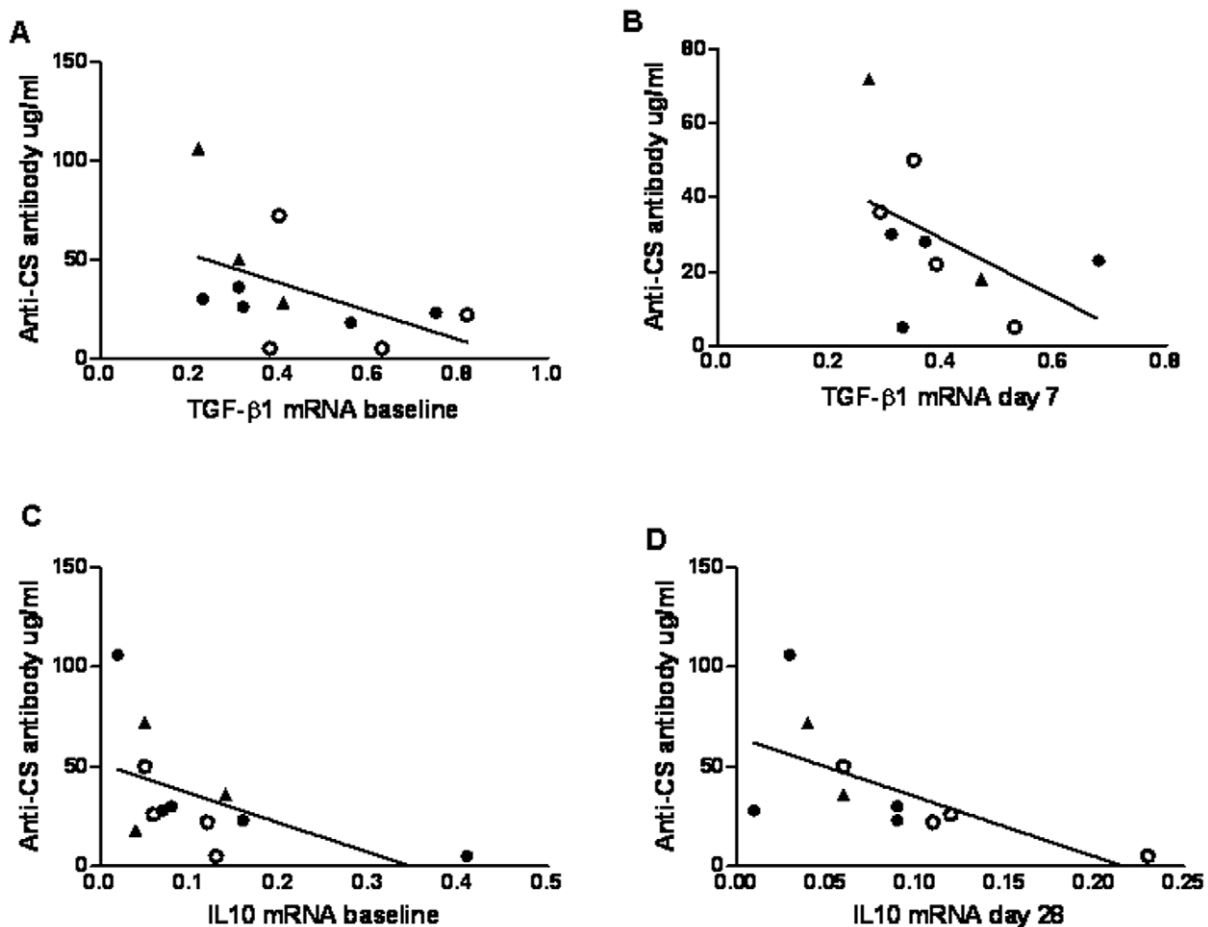 A
Anti-CS antibody ug/ml
150
100
50
0
0.0 0.2 0.4 0.6 0.8 1.0
TGF-β1 mRNA baseline
B
Anti-CS antibody ug/ml
80
60
40
20
0
0.0 0.2 0.4 0.6 0.8
TGF-β1 mRNA day 7
C
Anti-CS antibody ug/ml
150
100
50
0
0.0 0.1 0.2 0.3 0.4 0.5
IL10 mRNA baseline
D
Anti-CS antibody ug/ml
150
100
50
0
0.00 0.05 0.10 0.15 0.20 0.25
IL10 mRNA day 28